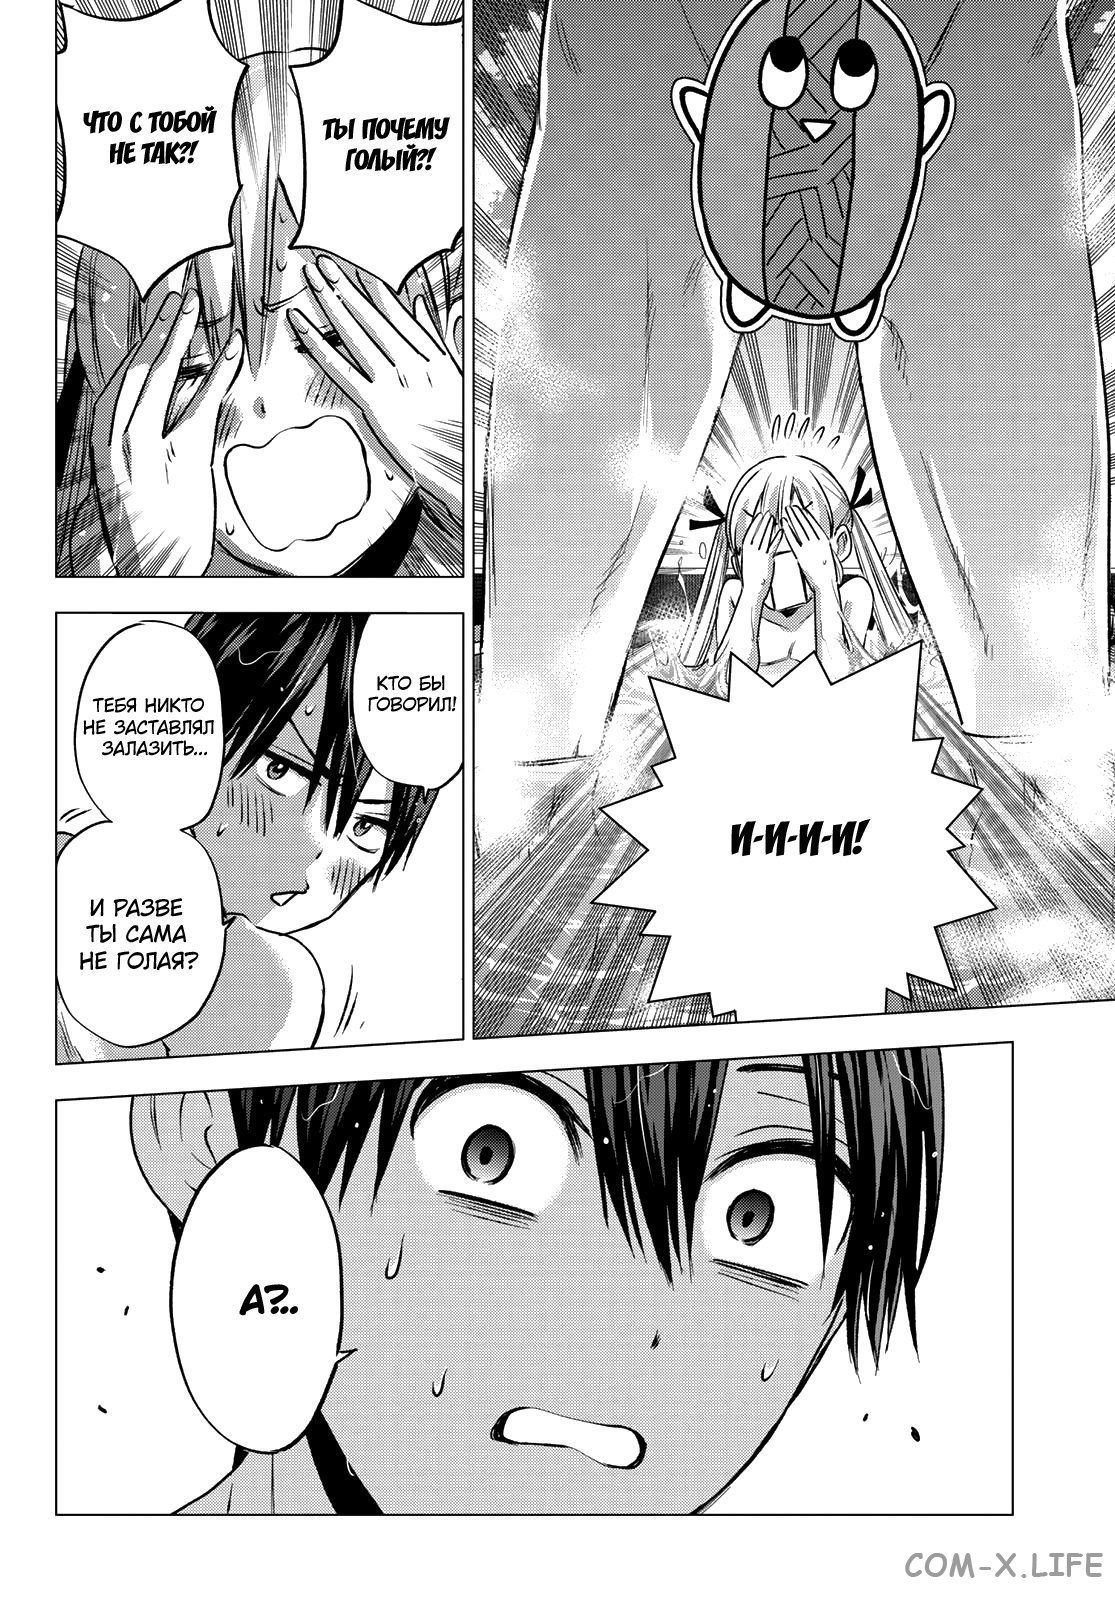 И-И-И-И!
ТЫ ПОЧЕМУ
ГОЛЫЙ?!
ЧТО С ТОБОЙ
НЕ ТАК?!
КТО БЫ
ГОВОРИЛ!
ТЕБЯ НИКТО
НЕ ЗАСТАВЛЯЛ
ЗАЛАЗИТЬ...
И РАЗВЕ
ТЫ САМА
НЕ ГОЛАЯ?
А?..
COM-X.LIFE